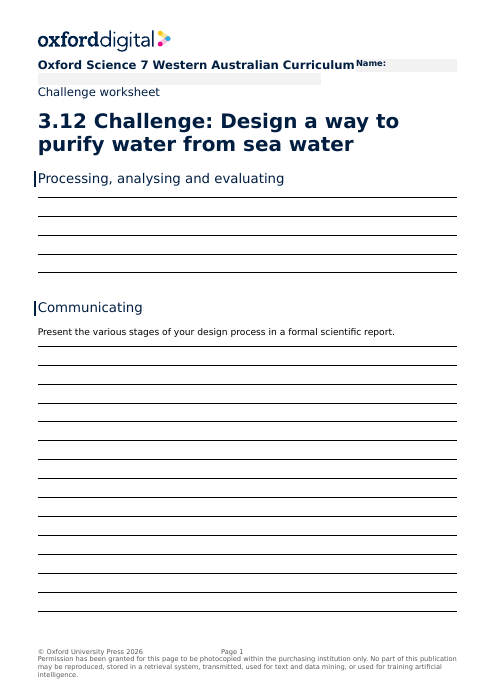 oxforddigital
Oxford Science 7 Western Australian Curriculum Name:
Challenge worksheet
3.12 Challenge: Design a way to
purify water from sea water
Processing, analysing and evaluating
Communicating
Present the various stages of your design process in a formal scientific report.
© Oxford University Press 2026 Page 1
Permission has been granted for this page to be photocopied within the purchasing institution only. No part of this publication
may be reproduced, stored in a retrieval system, transmitted, used for text and data mining, or used for training artificial
intelligence.